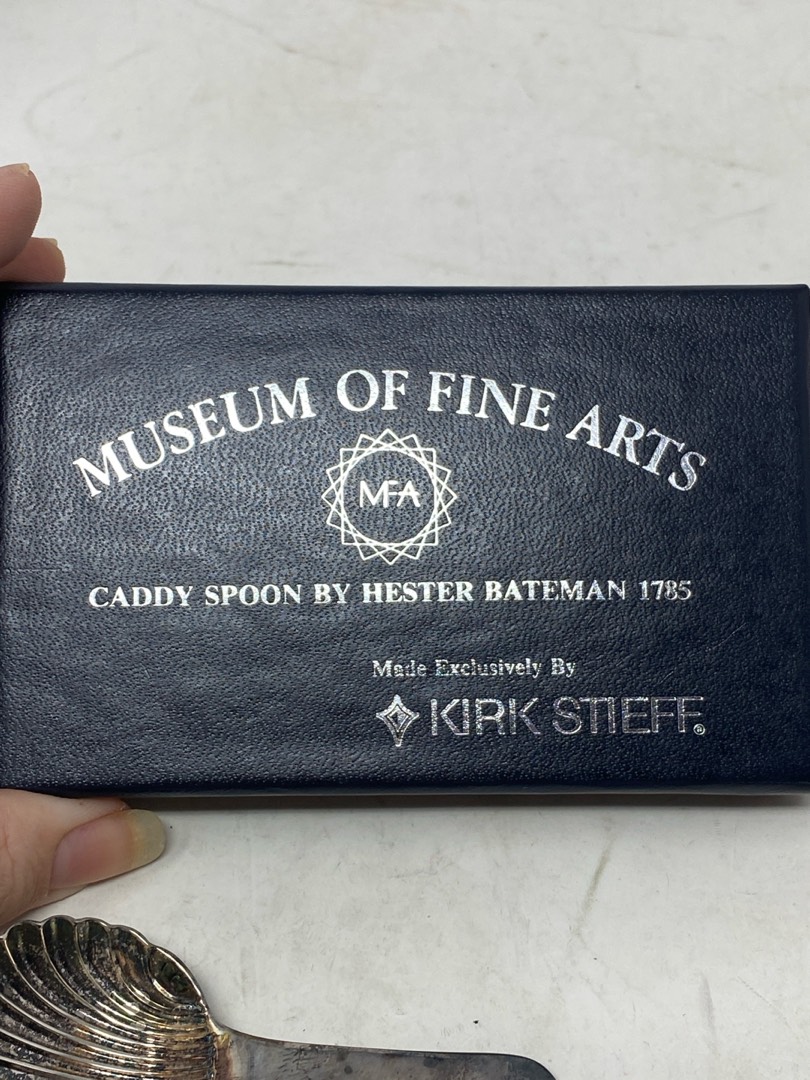 MUSEUM OF FINE ARTS
MFA
CADDY SPOON BY HESTER BATEMAN 1785
Made Exclusively By
KIRK STIEFF®